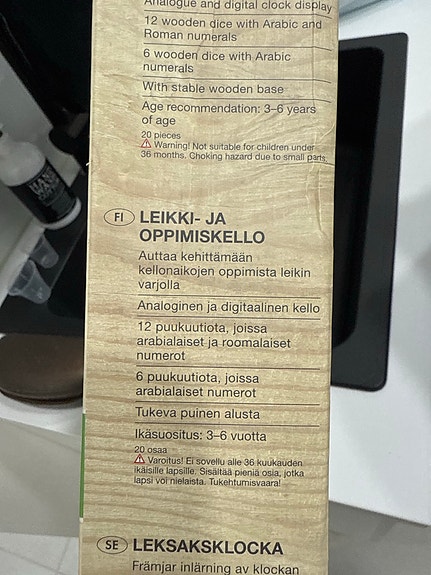 Analogue and digital clock display
12 wooden dice with Arabic and
Roman numerals
6 wooden dice with Arabic
numerals
With stable wooden base
Age recommendation: 3–6 years
of age
20 pieces
Warning! Not suitable for children under
36 months. Choking hazard due to small parts.
FI LEIKKI- JA
OPPIMISKELLO
Auttaa kehittämään
kellonaikojen oppimista leikin
varjolla
Analoginen ja digitaalinen kello
12 puukuutiota, joissa
arabialaiset ja roomalaiset
numerot
6 puukuutiota, joissa
arabialaiset numerot
Tukeva puinen alusta
Ikäsuositus: 3–6 vuotta
20 osaa
Varoitus! Ei sovellu alle 36 kuukauden
ikäisille lapsille. Sisältää pieniä osia, jotka
lapsi voi nielaista. Tukehtumisvaara!
SE LEKSAKSKLOCKA
Främjar inlärning av klockan